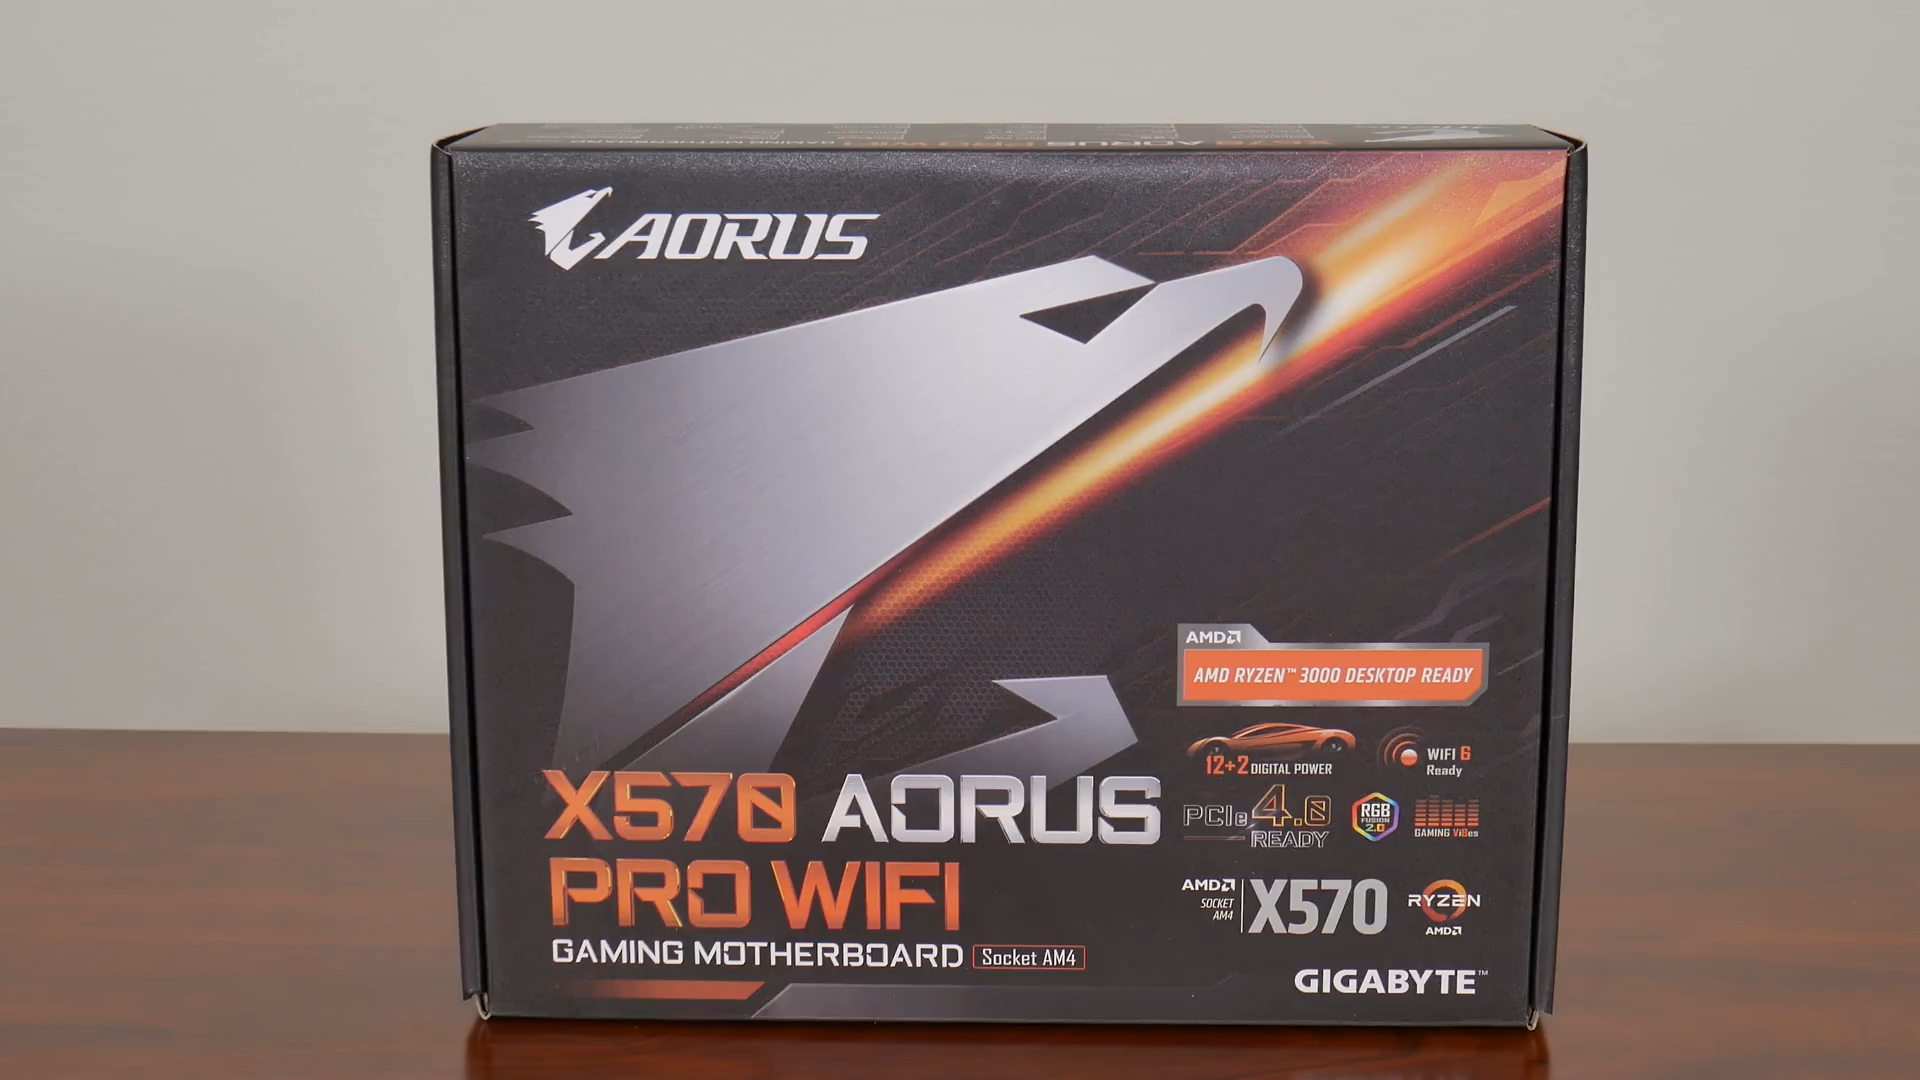 AORUS
AMD
AMD RYZEN™ 3000 DESKTOP READY
12+2 DIGITAL POWER
WIFI 6
Ready
PCIe 4.0
READY
RGB
FUSION
2.0
GAMING Vi8es
X570 AORUS
PRO WIFI
GAMING MOTHERBOARD Socket AM4
AMD
SOCKET
AM4
X570
RYZEN
AMD
GIGABYTE™